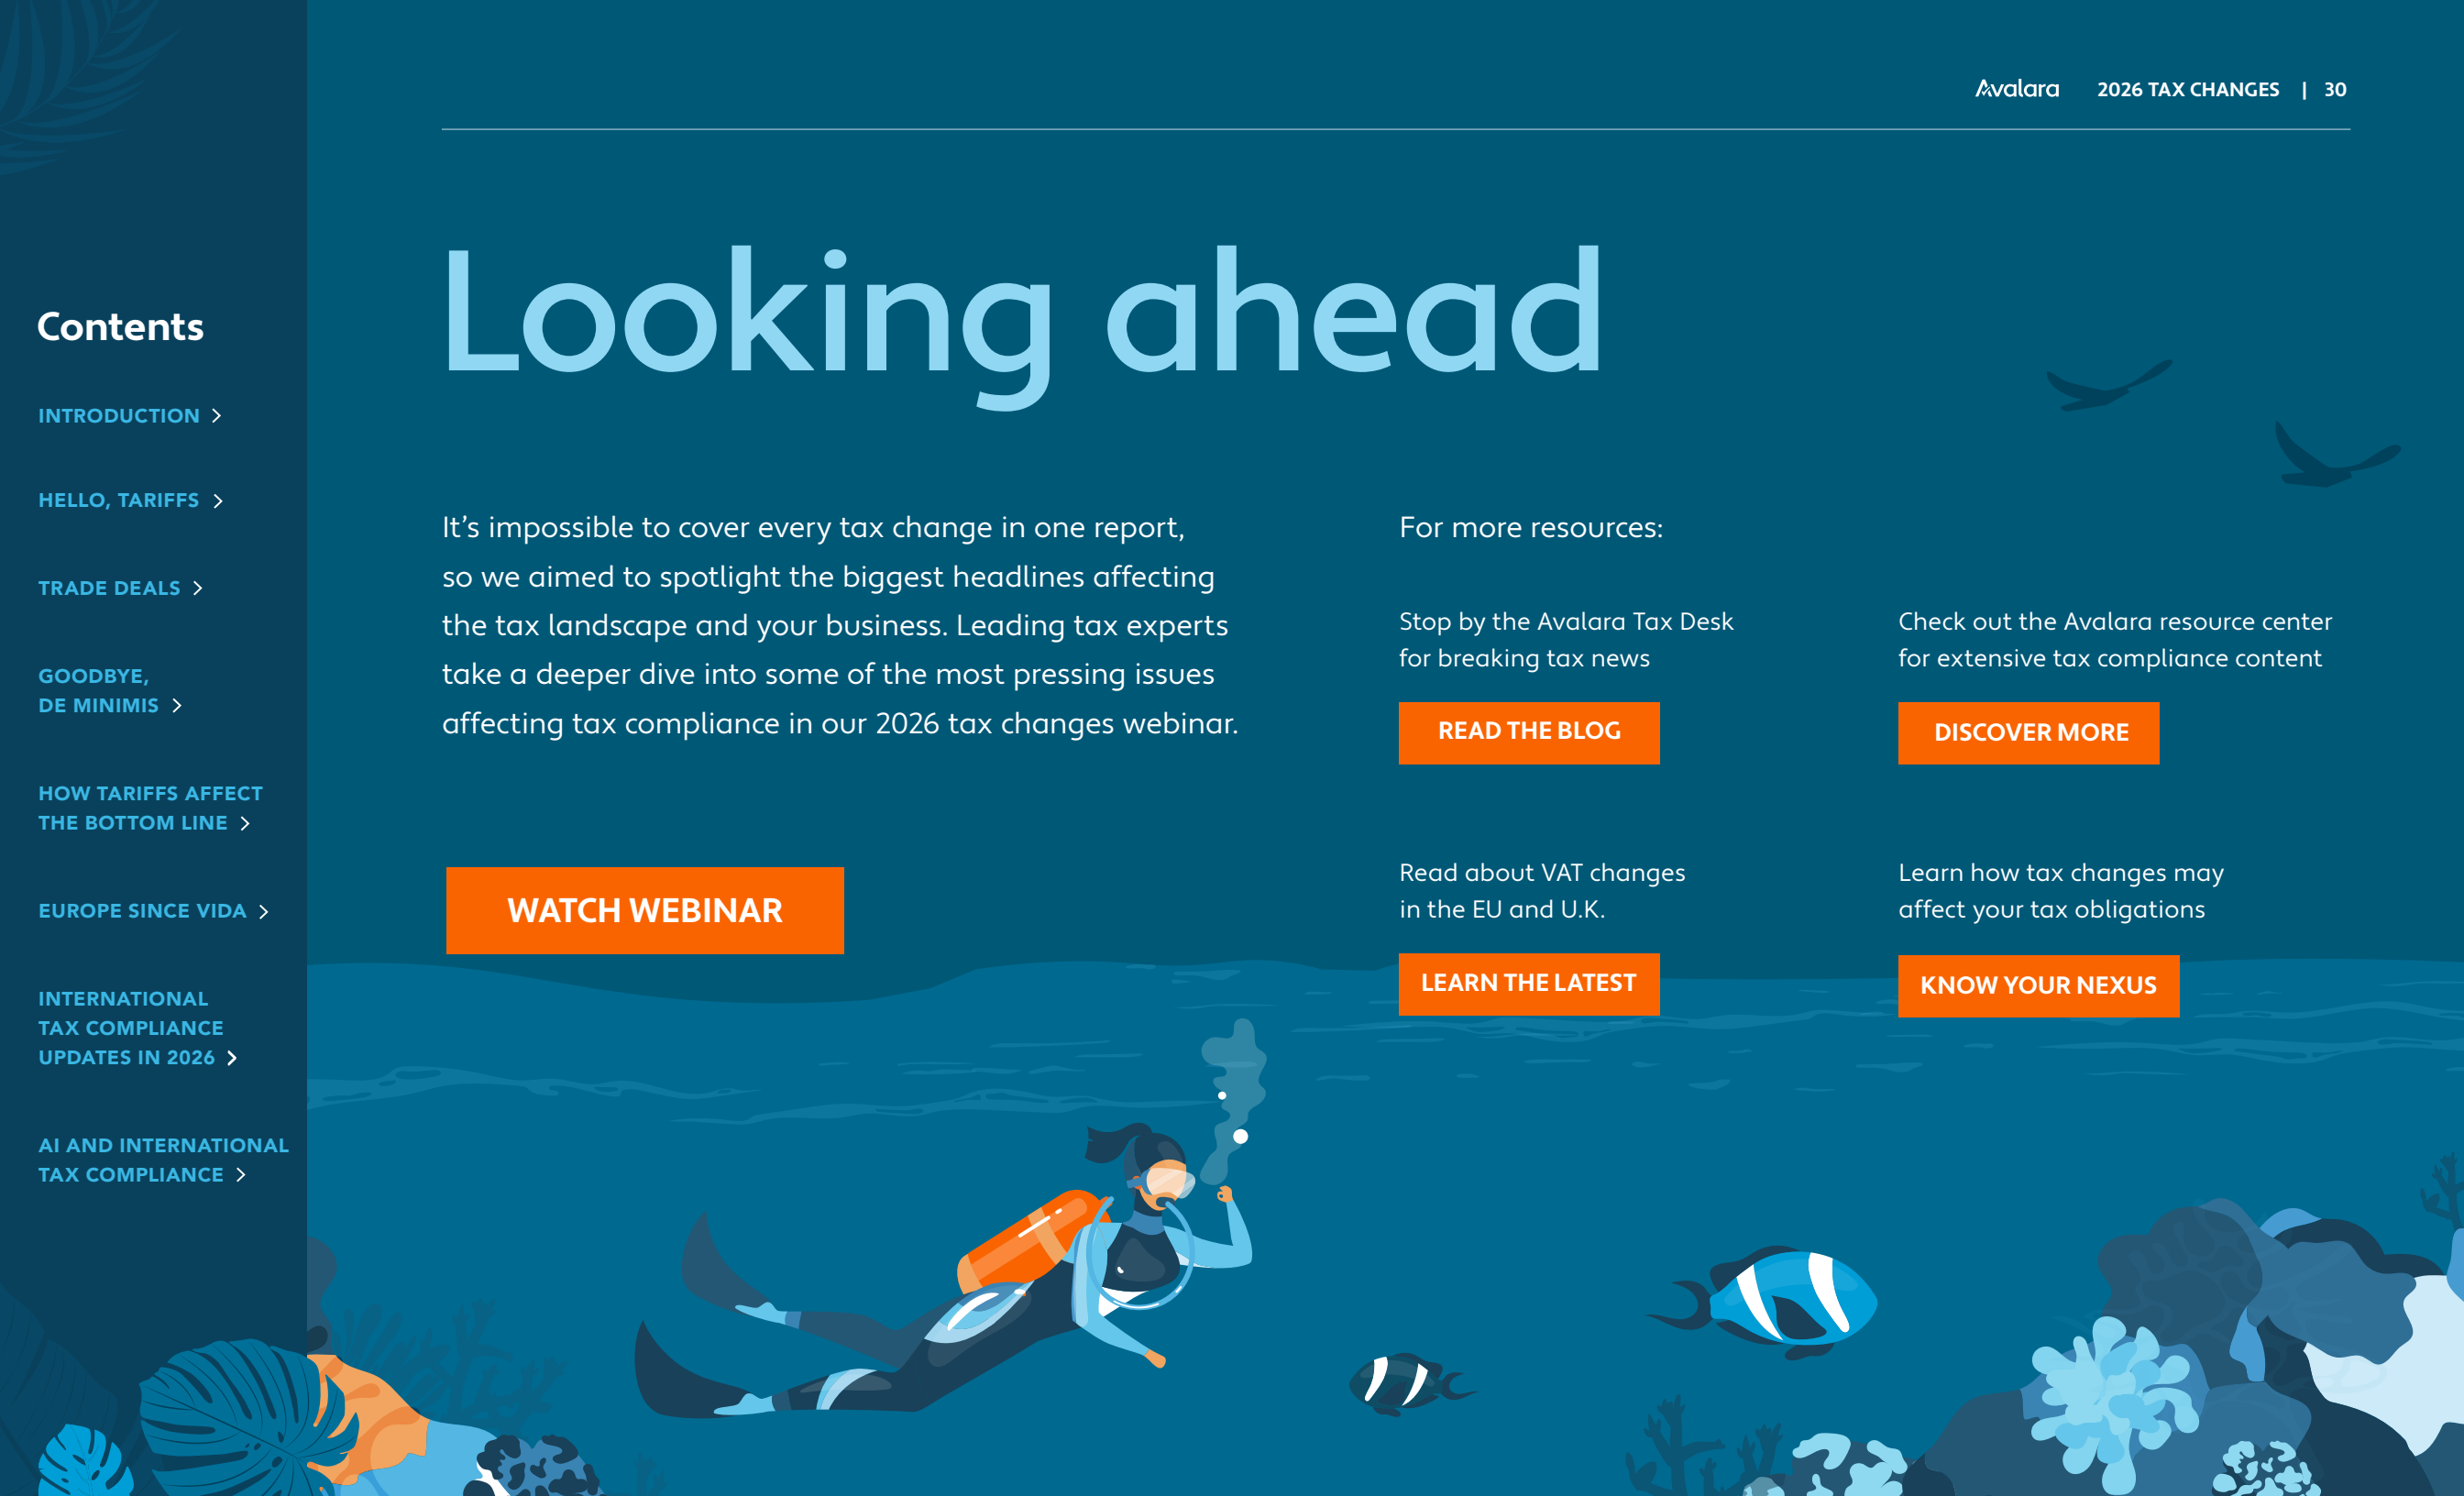 Avalara 2026 TAX CHANGES | 30
Contents
INTRODUCTION >
HELLO, TARIFFS >
TRADE DEALS >
GOODBYE,
DE MINIMIS >
HOW TARIFFS AFFECT
THE BOTTOM LINE >
EUROPE SINCE VIDA >
INTERNATIONAL
TAX COMPLIANCE
UPDATES IN 2026 >
AI AND INTERNATIONAL
TAX COMPLIANCE >
Looking ahead
It’s impossible to cover every tax change in one report,
so we aimed to spotlight the biggest headlines affecting
the tax landscape and your business. Leading tax experts
take a deeper dive into some of the most pressing issues
affecting tax compliance in our 2026 tax changes webinar.
WATCH WEBINAR
For more resources:
Stop by the Avalara Tax Desk
for breaking tax news
READ THE BLOG
Check out the Avalara resource center
for extensive tax compliance content
DISCOVER MORE
Read about VAT changes
in the EU and U.K.
LEARN THE LATEST
Learn how tax changes may
affect your tax obligations
KNOW YOUR NEXUS